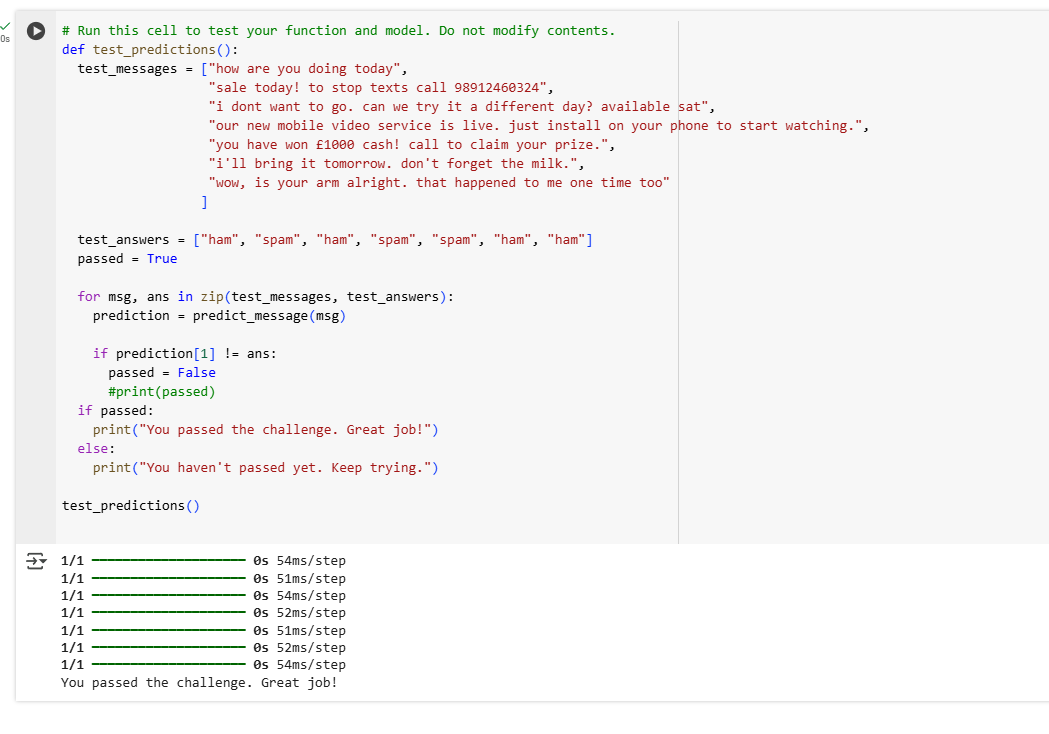 # Run this cell to test your function and model. Do not modify contents.
0s
def test_predictions():
test_messages = ["how are you doing today",
"sale today! to stop texts call 98912460324",
"i dont want to go. can we try it a different day? available sat",
"our new mobile video service is live. just install on your phone to start watching.",
"you have won £1000 cash! call to claim your prize.",
"i'll bring it tomorrow. don't forget the milk.",
"wow, is your arm alright. that happened to me one time too"
]
test_answers = ["ham", "spam", "ham", "spam", "spam", "ham", "ham"]
passed = True
for msg, ans in zip(test_messages, test_answers):
prediction = predict_message(msg)
if prediction[1] != ans:
passed = False
#print(passed)
if passed:
print("You passed the challenge. Great job!")
else:
print("You haven't passed yet. Keep trying.")
test_predictions()
1/1 0s 54ms/step
1/1 0s 51ms/step
1/1 0s 54ms/step
1/1 0s 52ms/step
1/1 0s 51ms/step
1/1 0s 52ms/step
1/1 0s 54ms/step
You passed the challenge. Great job!